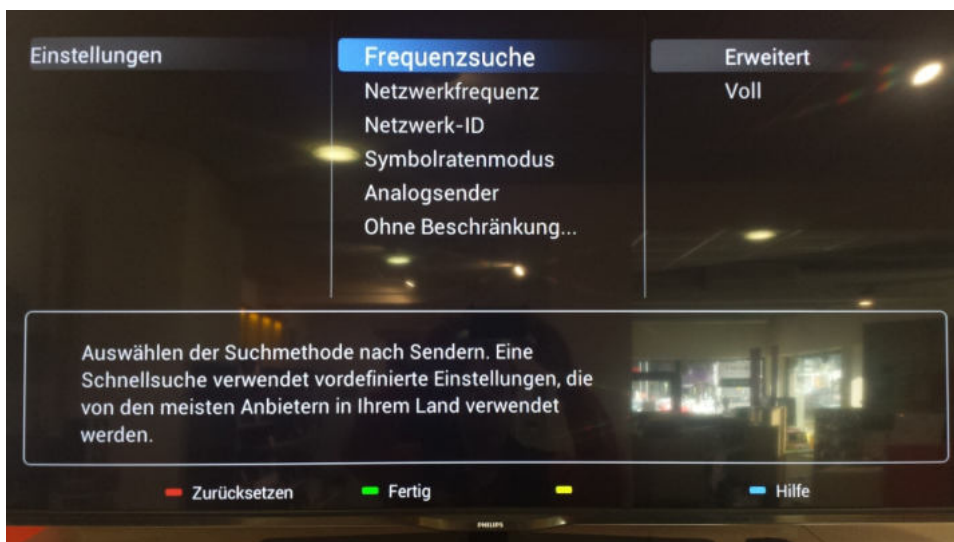 Einstellungen
Frequenzsuche
Netzwerkfrequenz
Netzwerk-ID
Symbolratenmodus
Analogsender
Ohne Beschränkung...
Erweitert
Voll
Auswählen der Suchmethode nach Sendern. Eine
Schnellsuche verwendet vordefinierte Einstellungen, die
von den meisten Anbietern in Ihrem Land verwendet
werden.
Zurücksetzen
Fertig
Hilfe
PHILIPS